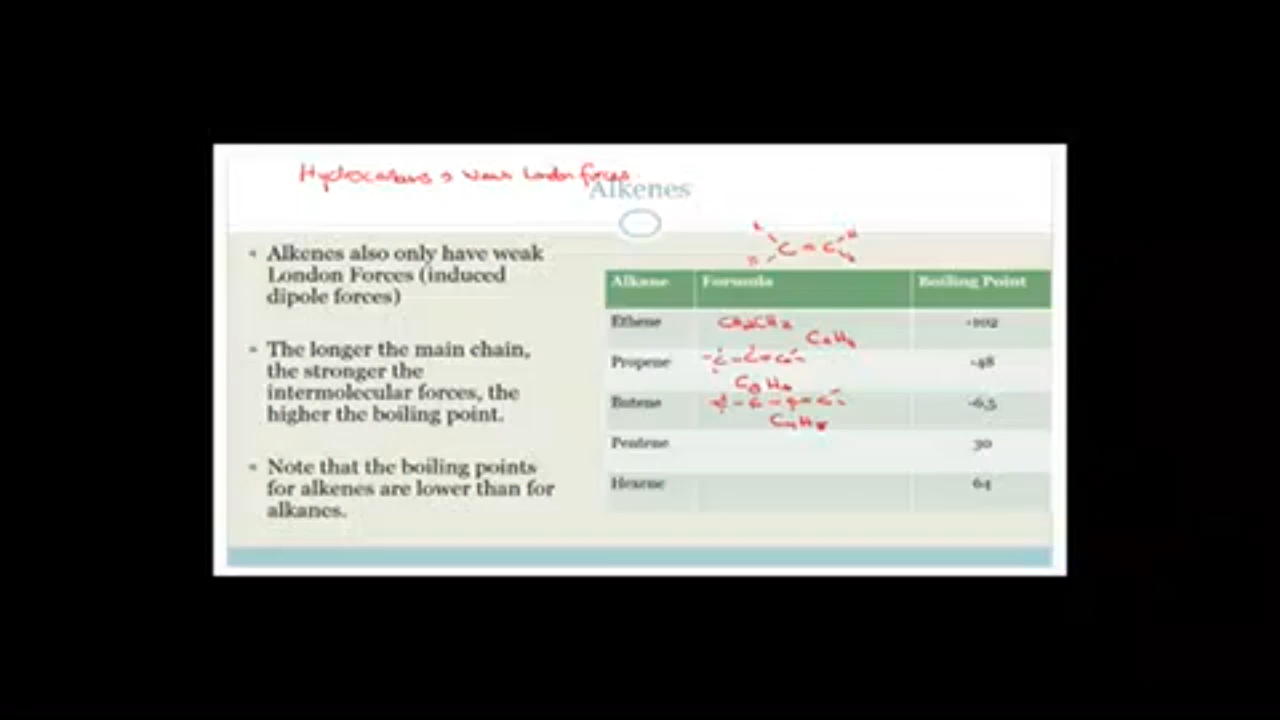 Hydrocarbons → weak London forces.
Alkenes
• Alkenes also only have weak
London Forces (induced
dipole forces)
• The longer the main chain,
the stronger the
intermolecular forces, the
higher the boiling point.
• Note that the boiling points
for alkenes are lower than for
alkanes.
C = C
Alkane Formula Boiling Point
Ethene CH2CH2 -102
C2H4
Propene -48
C3H6
Butene -6,5
C4H8
Pentene 30
Hexene 64